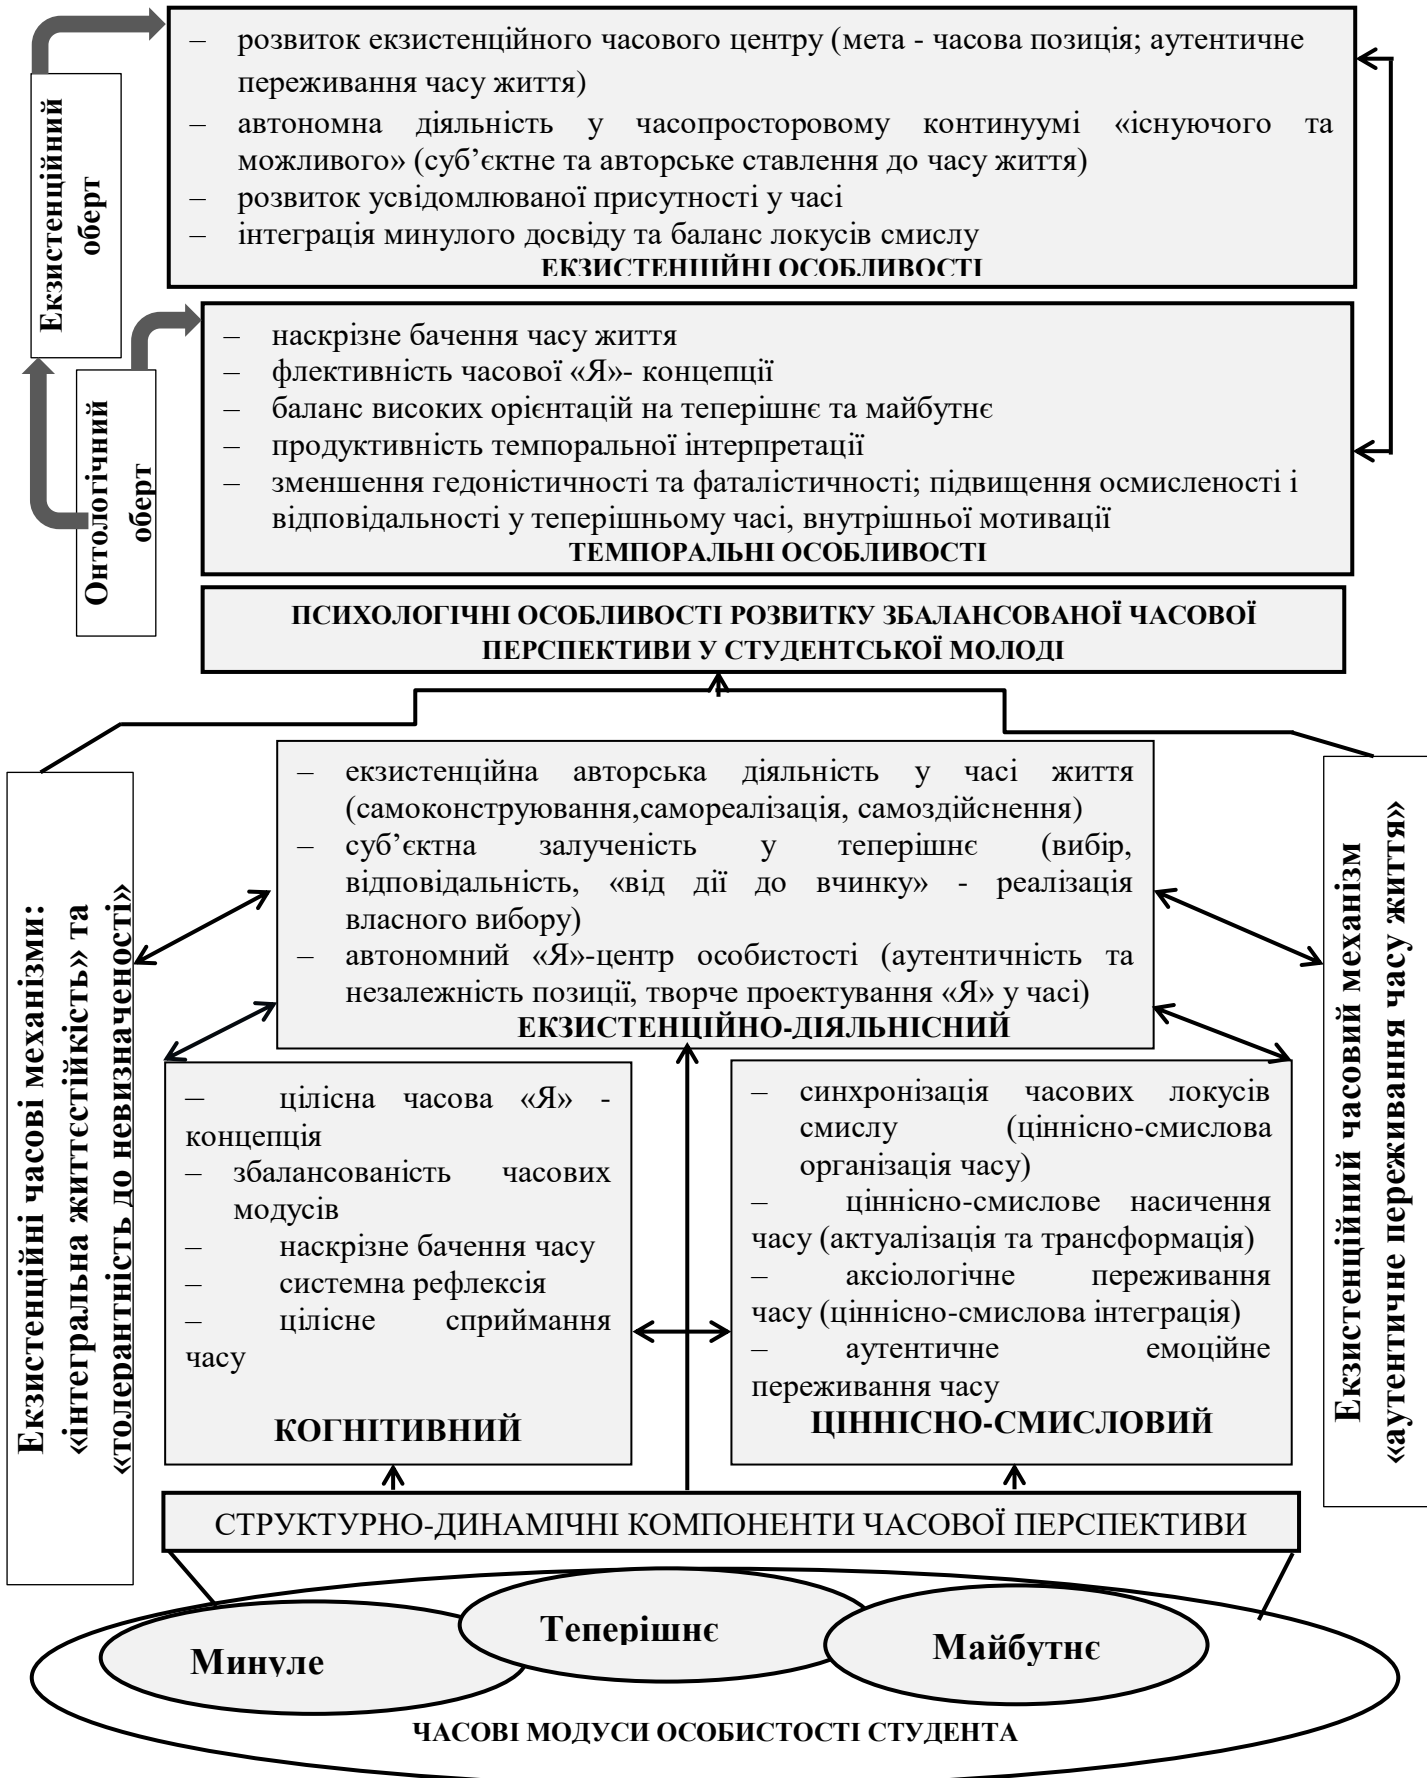 – розвиток екзистенційного часового центру (мета - часова позиція; аутентичне
переживання часу життя)
– автономна діяльність у часопросторовому континуумі «існуючого та
можливого» (суб’єктне та авторське ставлення до часу життя)
– розвиток усвідомлюваної присутності у часі
– інтеграція минулого досвіду та баланс локусів смислу
ЕКЗИСТЕНЦІЙНІ ОСОБЛИВОСТІ
Екзистенційний
оберт
– наскрізне бачення часу життя
– флективність часової «Я»- концепції
– баланс високих орієнтацій на теперішнє та майбутнє
– продуктивність темпоральної інтерпретації
– зменшення гедоністичності та фаталістичності; підвищення осмисленості і
відповідальності у теперішньому часі, внутрішньої мотивації
ТЕМПОРАЛЬНІ ОСОБЛИВОСТІ
Онтологічний
оберт
ПСИХОЛОГІЧНІ ОСОБЛИВОСТІ РОЗВИТКУ ЗБАЛАНСОВАНОЇ ЧАСОВОЇ
ПЕРСПЕКТИВИ У СТУДЕНТСЬКОЇ МОЛОДІ
– екзистенційна авторська діяльність у часі життя
(самоконструювання,самореалізація, самоздійснення)
– суб’єктна залученість у теперішнє (вибір,
відповідальність, «від дії до вчинку» - реалізація
власного вибору)
– автономний «Я»-центр особистості (аутентичність та
незалежність позиції, творче проектування «Я» у часі)
ЕКЗИСТЕНЦІЙНО-ДІЯЛЬНІСНИЙ
Екзистенційні часові механізми:
«інтегральна життєстійкість» та
«толерантність до невизначеності»
– цілісна часова «Я» -
концепція
– збалансованість часових
модусів
– наскрізне бачення часу
– системна рефлексія
– цілісне сприймання
часу
КОГНІТИВНИЙ
– синхронізація часових локусів
смислу (ціннісно-смислова
організація часу)
– ціннісно-смислове насичення
часу (актуалізація та трансформація)
– аксіологічне переживання
часу (ціннісно-смислова інтеграція)
– аутентичне емоційне
переживання часу
ЦІННІСНО-СМИСЛОВИЙ
Екзистенційний часовий механізм
«аутентичне переживання часу життя»
СТРУКТУРНО-ДИНАМІЧНІ КОМПОНЕНТИ ЧАСОВОЇ ПЕРСПЕКТИВИ
Минуле
Теперішнє
Майбутнє
ЧАСОВІ МОДУСИ ОСОБИСТОСТІ СТУДЕНТА